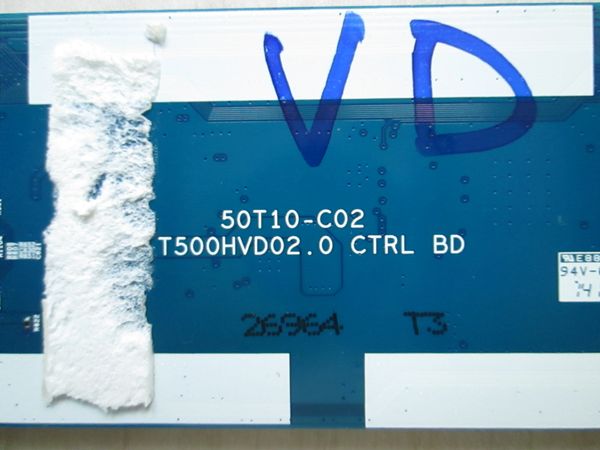 VD
50T10-C02
T500HVD02.0 CTRL BD
26964 T3
94V-